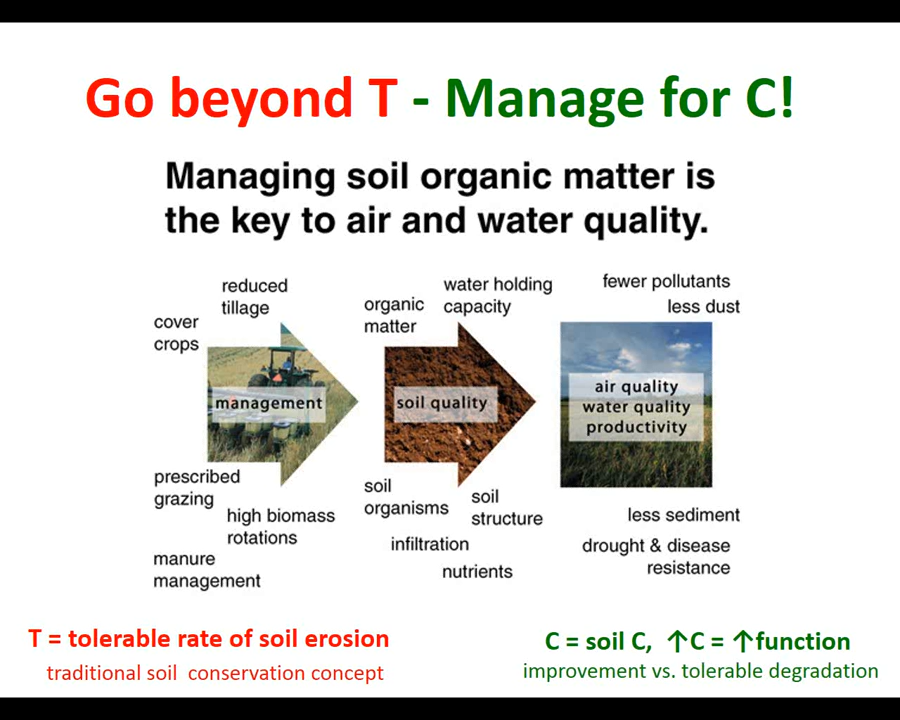 Go beyond T - Manage for C!
Managing soil organic matter is
the key to air and water quality.
reduced
tillage
cover
crops
management
prescribed
grazing
high biomass
rotations
manure
management
organic
matter
water holding
capacity
soil quality
soil
organisms
soil
structure
infiltration
nutrients
fewer pollutants
less dust
air quality
water quality
productivity
less sediment
drought & disease
resistance
T = tolerable rate of soil erosion
traditional soil conservation concept
C = soil C, ↑C = ↑function
improvement vs. tolerable degradation